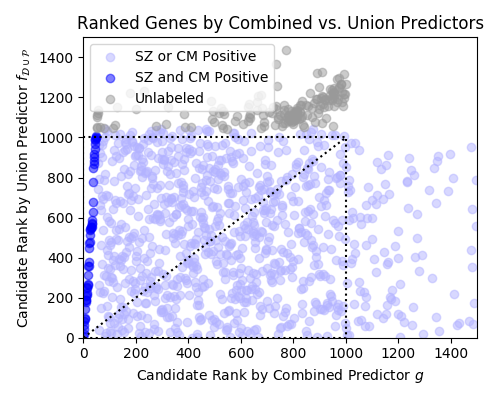 Ranked Genes by Combined vs. Union Predictors
SZ or CM Positive
SZ and CM Positive
Unlabeled
Candidate Rank by Union Predictor f_{𝒟∪𝒫}
1400
1200
1000
800
600
400
200
0
0 200 400 600 800 1000 1200 1400
Candidate Rank by Combined Predictor g